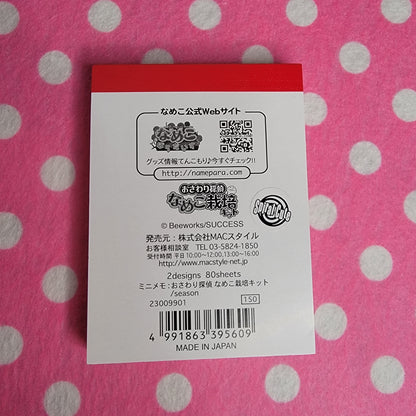 なめこ公式Webサイト
なめこ
グッズ情報てんこもり♪今すぐチェック!!
http://namepara.com/
おさわり探偵
なめこ栽培
キット
© Beeworks/SUCCESS
発売元：株式会社MACスタイル
お客様相談室　TEL 03-5824-1850
受付時間 平日 10:00〜12:00、13:00〜16:00
http://www.macstyle-net.jp
2designs 80sheets
ミニメモ：おさわり探偵 なめこ栽培キット
/season
23009901
150
4 991863 395609
MADE IN JAPAN